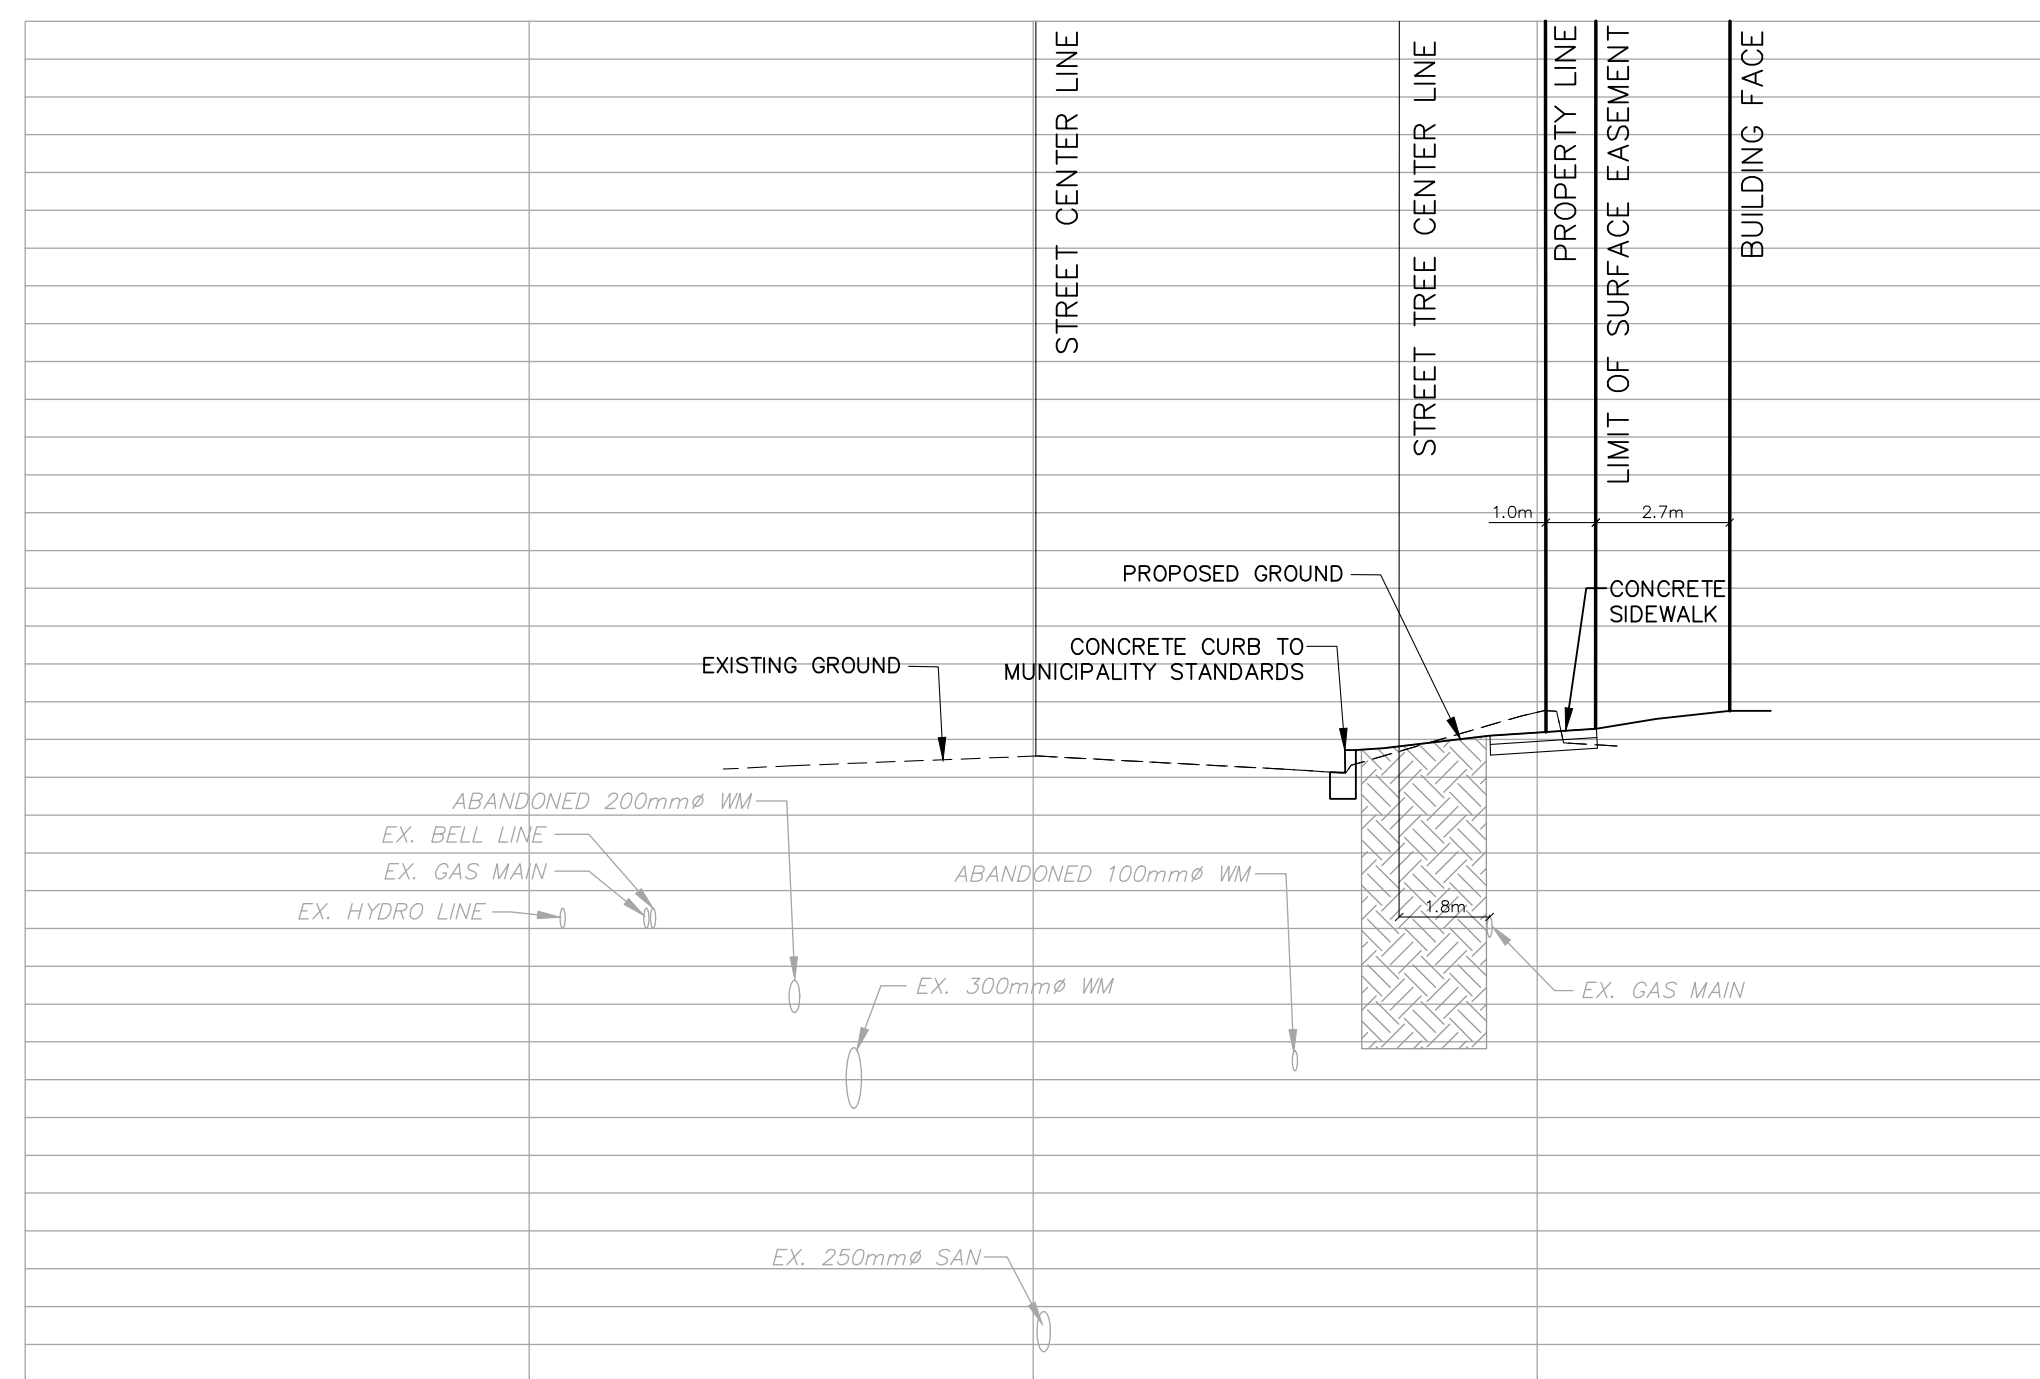 STREET CENTER LINE
STREET TREE CENTER LINE
PROPERTY LINE
LIMIT OF SURFACE EASEMENT
BUILDING FACE
1.0m
2.7m
PROPOSED GROUND
CONCRETE
SIDEWALK
CONCRETE CURB TO
MUNICIPALITY STANDARDS
EXISTING GROUND
ABANDONED 200mmø WM
EX. BELL LINE
EX. GAS MAIN
EX. HYDRO LINE
ABANDONED 100mmø WM
1.8m
EX. 300mmø WM
EX. GAS MAIN
EX. 250mmø SAN